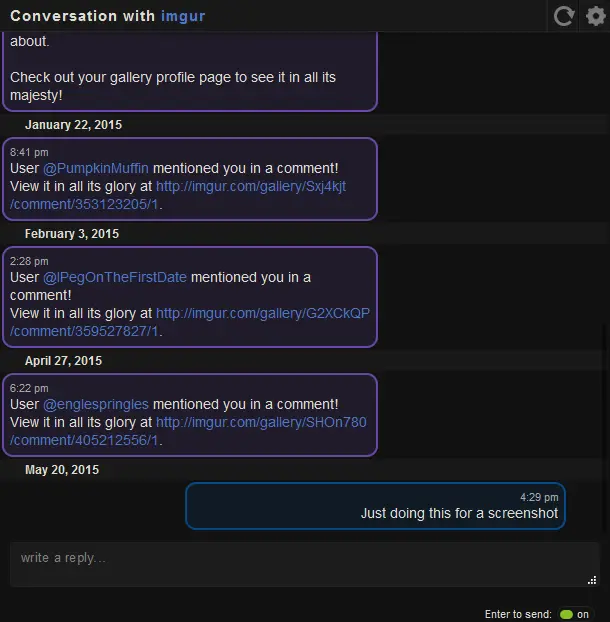 Conversation with imgur
about.
Check out your gallery profile page to see it in all its
majesty!
January 22, 2015
8:41 pm
User @PumpkinMuffin mentioned you in a comment!
View it in all its glory at http://imgur.com/gallery/Sxj4kjt
/comment/353123205/1.
February 3, 2015
2:28 pm
User @IPegOnTheFirstDate mentioned you in a
comment!
View it in all its glory at http://imgur.com/gallery/G2XCkQP
/comment/359527827/1.
April 27, 2015
6:22 pm
User @englespringles mentioned you in a comment!
View it in all its glory at http://imgur.com/gallery/SHOn780
/comment/405212556/1.
May 20, 2015
4:29 pm
Just doing this for a screenshot
write a reply...
Enter to send: on